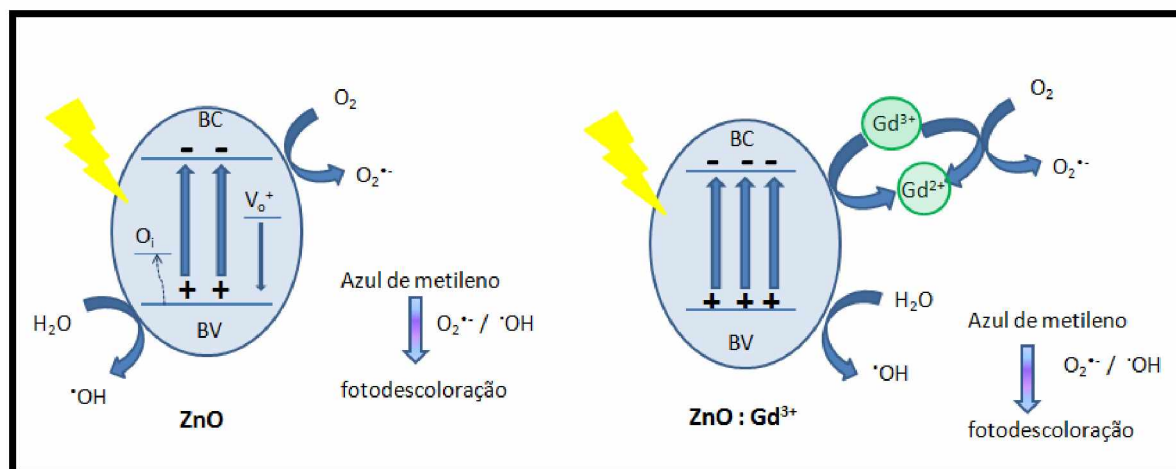 BC
O₂
O₂•-
Vo⁺
Oᵢ
H₂O
BV
•OH
ZnO
Azul de metileno
O₂•- / •OH
fotodescoloração
BC
Gd³⁺
Gd²⁺
O₂
O₂•-
BV
H₂O
•OH
ZnO : Gd³⁺
Azul de metileno
O₂•- / •OH
fotodescoloração